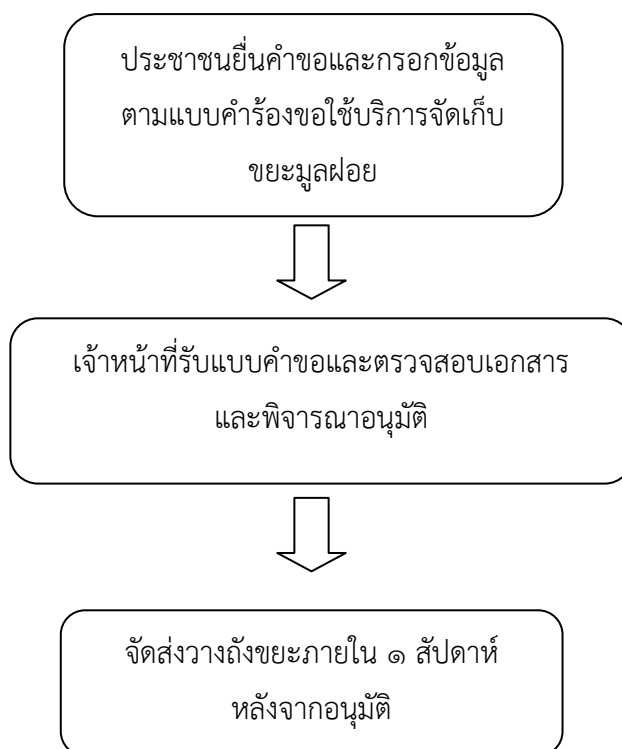 ประชาชนยื่นคำขอและกรอกข้อมูล
ตามแบบคำร้องขอใช้บริการจัดเก็บ
ขยะมูลฝอย
เจ้าหน้าที่รับแบบคำขอและตรวจสอบเอกสาร
และพิจารณาอนุมัติ
จัดส่งวางถังขยะภายใน ๑ สัปดาห์
หลังจากอนุมัติ